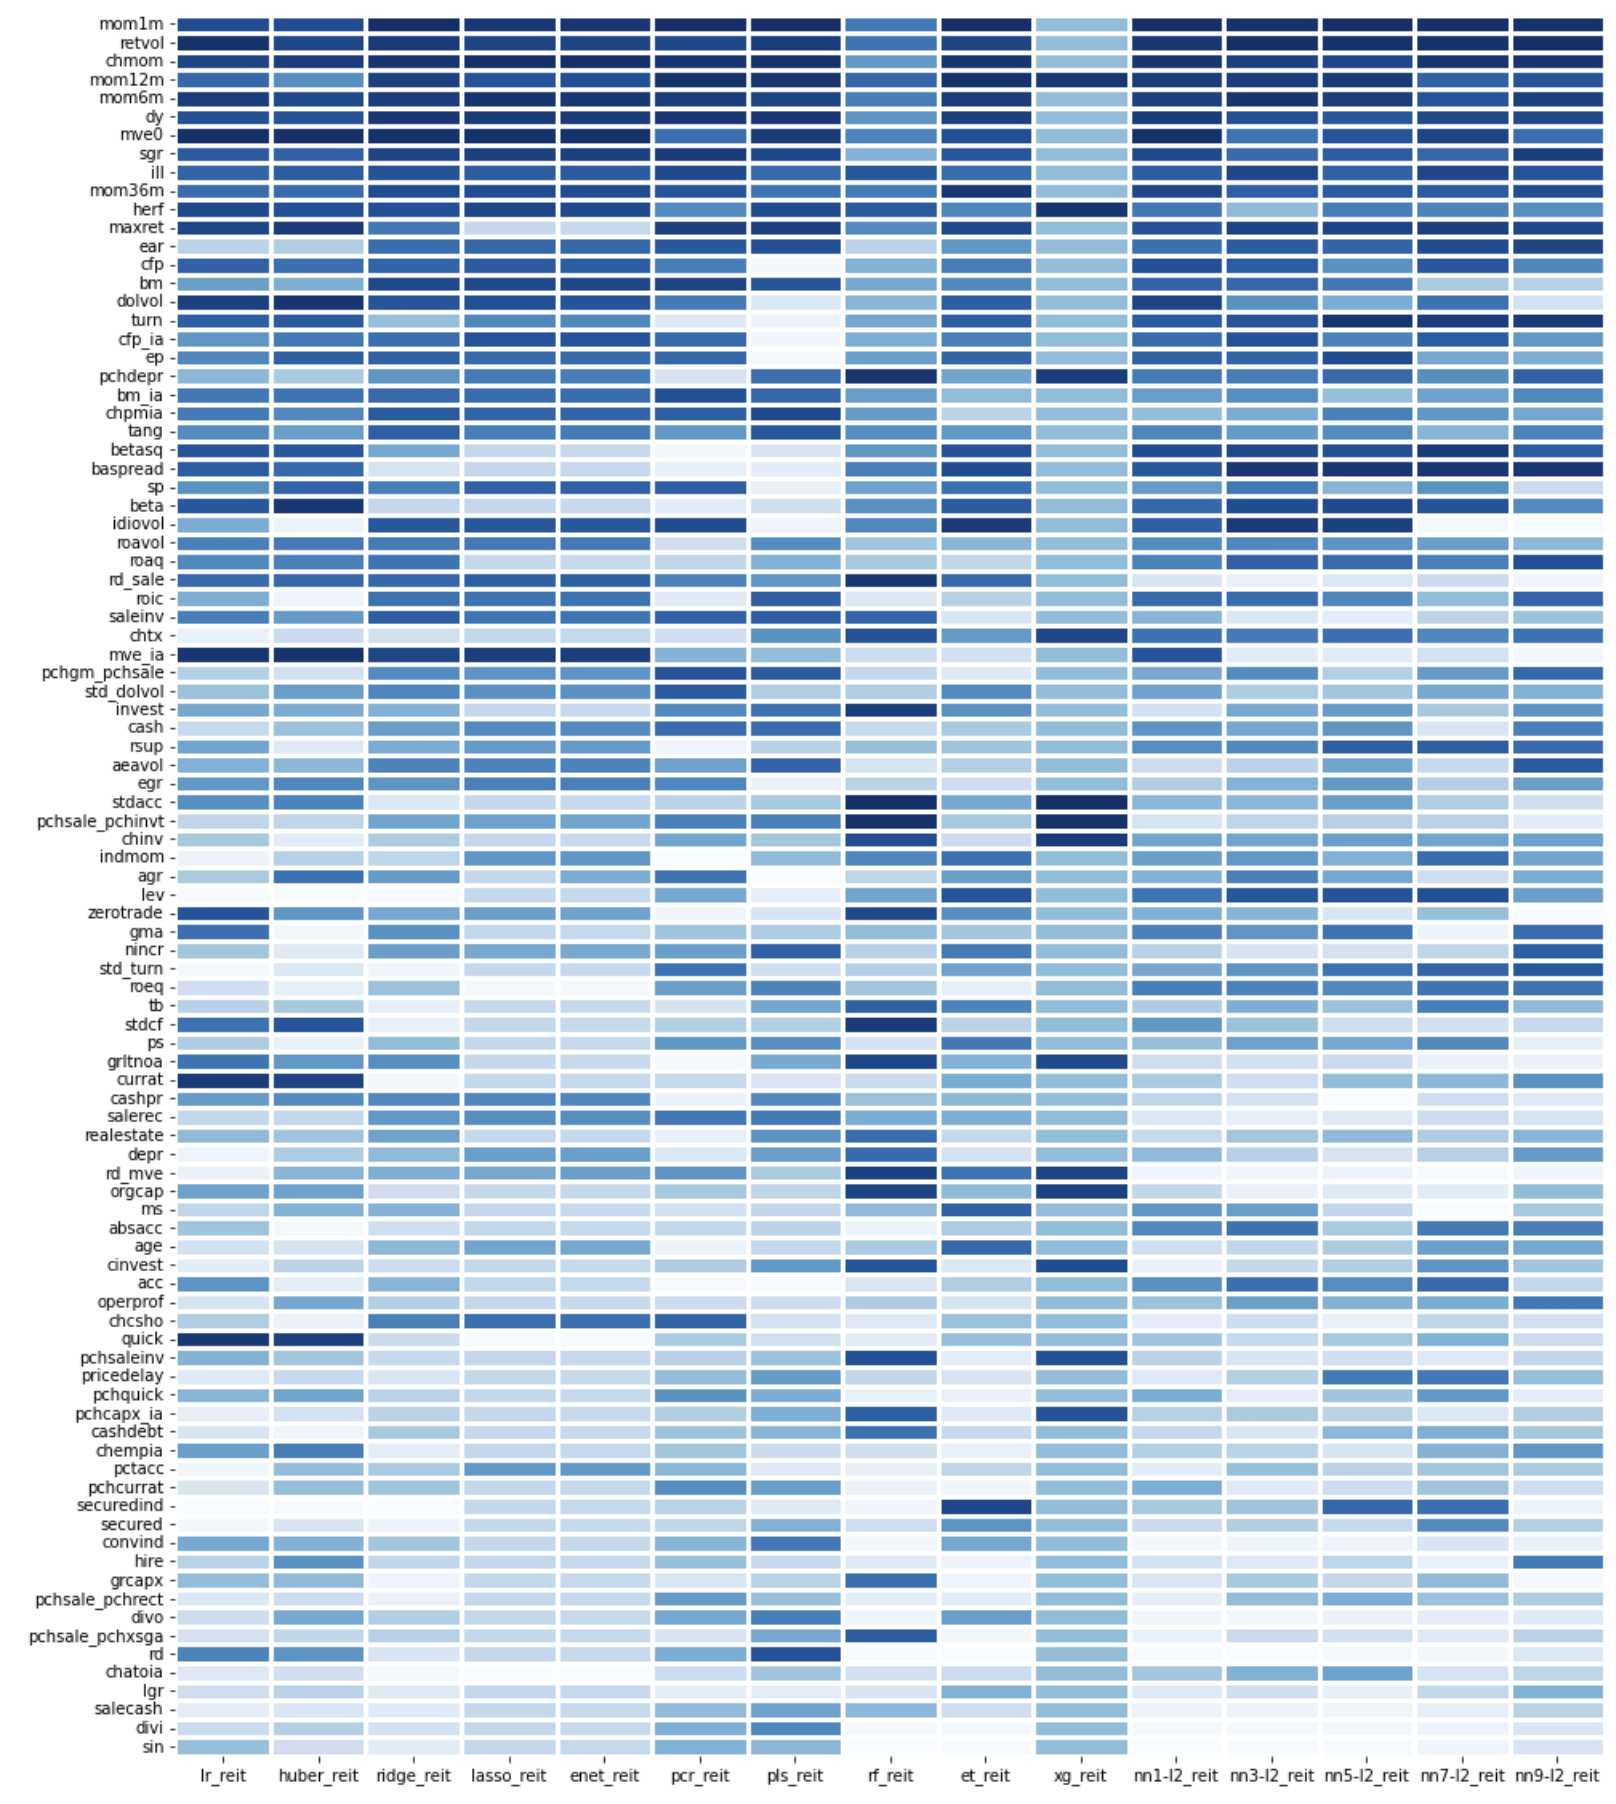 mom1m
retvol
chmom
mom12m
mom6m
dy
mve0
sgr
ill
mom36m
herf
maxret
ear
cfp
bm
dolvol
turn
cfp_ia
ep
pchdepr
bm_ia
chpmia
tang
betasq
baspread
sp
beta
idiovol
roavol
roaq
rd_sale
roic
saleinv
chtx
mve_ia
pchgm_pchsale
std_dolvol
invest
cash
rsup
aeavol
egr
stdacc
pchsale_pchinvt
chinv
indmom
agr
lev
zerotrade
gma
nincr
std_turn
roeq
tb
stdcf
ps
grltnoa
currat
cashpr
salerec
realestate
depr
rd_mve
orgcap
ms
absacc
age
cinvest
acc
operprof
chcsho
quick
pchsaleinv
pricedelay
pchquick
pchcapx_ia
cashdebt
chempia
pctacc
pchcurrat
securedind
secured
convind
hire
grcapx
pchsale_pchrect
divo
pchsale_pchxsga
rd
chatoia
lgr
salecash
divi
sin
lr_reit huber_reit ridge_reit lasso_reit enet_reit pcr_reit pls_reit rf_reit et_reit xg_reit nn1-l2_reit nn3-l2_reit nn5-l2_reit nn7-l2_reit nn9-l2_reit